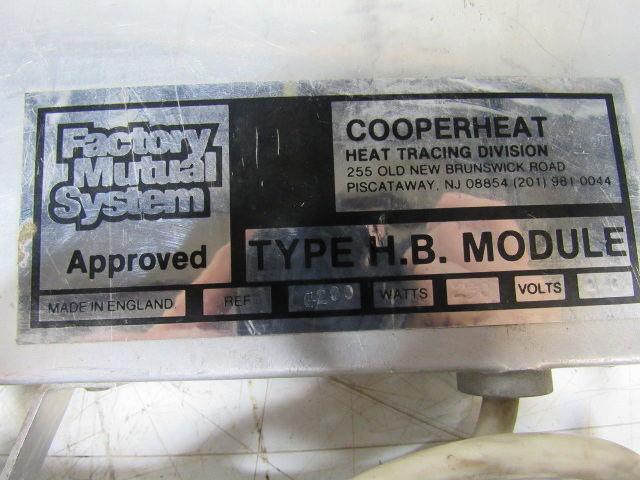 Factory
Mutual
System
Approved
COOPERHEAT
HEAT TRACING DIVISION
255 OLD NEW BRUNSWICK ROAD
PISCATAWAY, NJ 08854 (201) 981 0044
TYPE H.B. MODULE
MADE IN ENGLAND. REF WATTS VOLTS